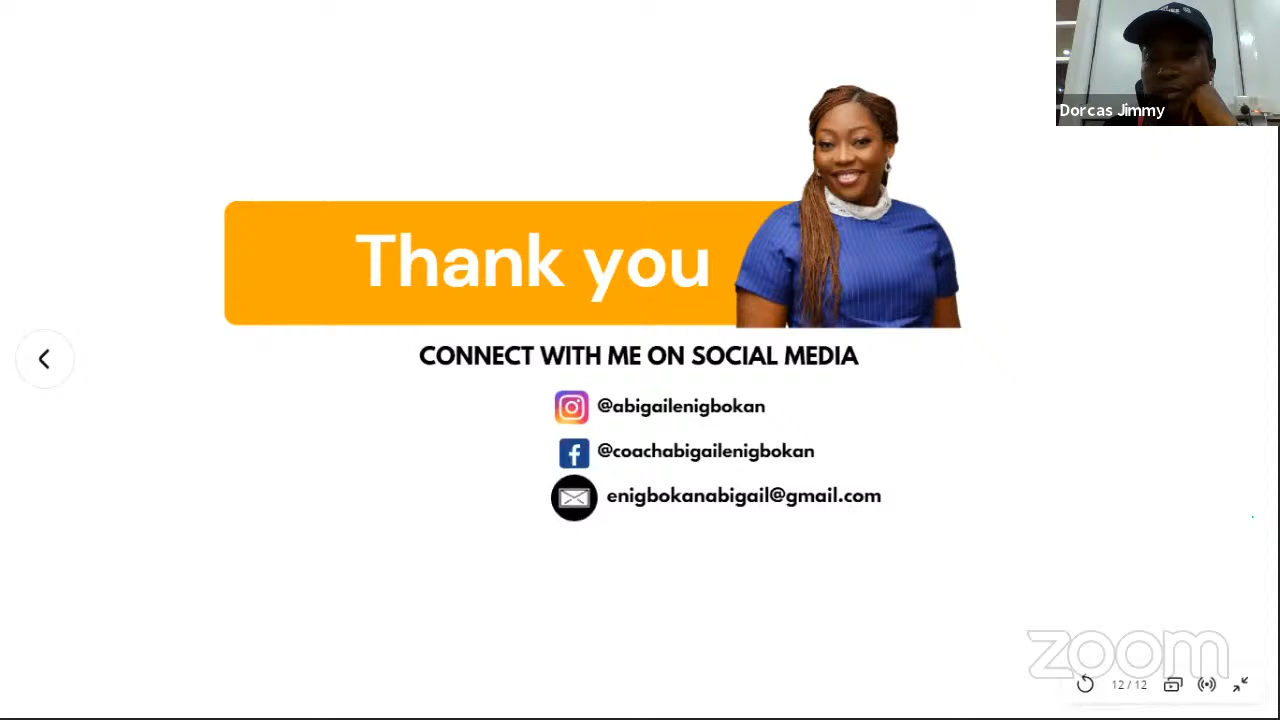 Dorcas Jimmy
Thank you
CONNECT WITH ME ON SOCIAL MEDIA
@abigailenigbokan
@coachabigailenigbokan
enigbokanabigail@gmail.com
zoom
12 / 12